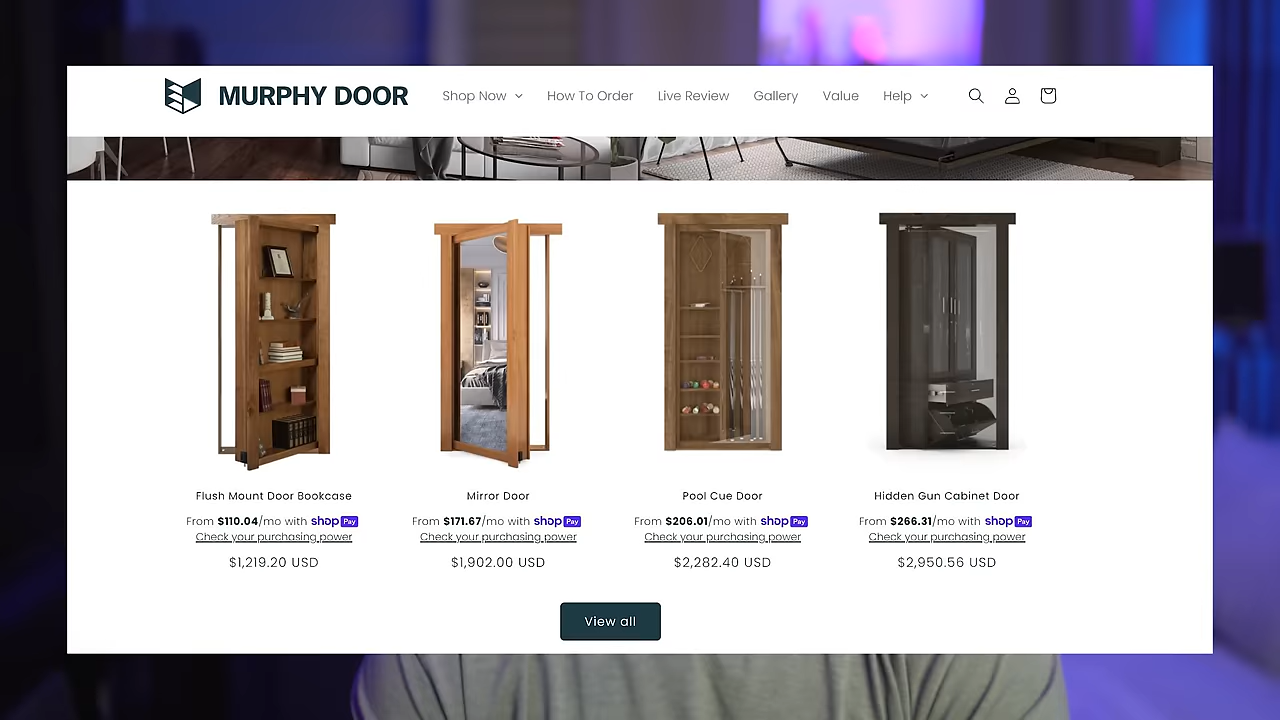 MURPHY DOOR
Shop Now
How To Order
Live Review
Gallery
Value
Help
Flush Mount Door Bookcase
From $110.04/mo with shop Pay
Check your purchasing power
$1,219.20 USD
Mirror Door
From $171.67/mo with shop Pay
Check your purchasing power
$1,902.00 USD
Pool Cue Door
From $206.01/mo with shop Pay
Check your purchasing power
$2,282.40 USD
Hidden Gun Cabinet Door
From $266.31/mo with shop Pay
Check your purchasing power
$2,950.56 USD
View all